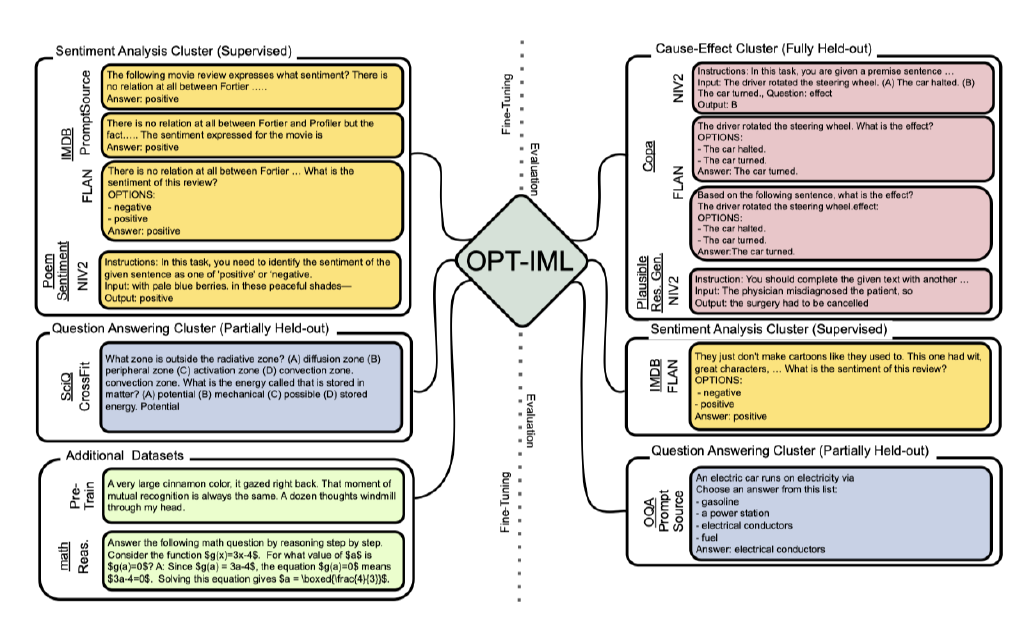 Sentiment Analysis Cluster (Supervised)
IMDB
PromptSource
The following movie review expresses what sentiment? There is
no relation at all between Fortier .....
Answer: positive
There is no relation at all between Fortier and Profiler but the
fact..... The sentiment expressed for the movie is
Answer: positive
FLAN
There is no relation at all between Fortier ... What is the
sentiment of this review?
OPTIONS:
- negative
- positive
Answer: positive
Poem
Sentiment
NIV2
Instructions: In this task, you need to identify the sentiment of the
given sentence as one of 'positive' or 'negative.
Input: with pale blue berries. in these peaceful shades—
Output: positive
Question Answering Cluster (Partially Held-out)
SciQ
CrossFit
What zone is outside the radiative zone? (A) diffusion zone (B)
peripheral zone (C) activation zone (D) convection zone.
convection zone. What is the energy called that is stored in
matter? (A) potential (B) mechanical (C) possible (D) stored
energy. Potential
Additional Datasets
Pre-
Train
A very large cinnamon color, it gazed right back. That moment of
mutual recognition is always the same. A dozen thoughts windmill
through my head.
math
Reas.
Answer the following math question by reasoning step by step.
Consider the function $g(x)=3x-4$. For what value of $a$ is
$g(a)=0$? A: Since $g(a) = 3a-4$, the equation $g(a)=0$ means
$3a-4=0$. Solving this equation gives $a = \boxed{\frac{4}{3}}$.
Fine-Tuning
Evaluation
OPT-IML
Evaluation
Fine-Tuning
Cause-Effect Cluster (Fully Held-out)
Copa
NIV2
Instructions: In this task, you are given a premise sentence ...
Input: The driver rotated the steering wheel. (A) The car halted. (B)
The car turned., Question: effect
Output: B
FLAN
The driver rotated the steering wheel. What is the effect?
OPTIONS:
- The car halted.
- The car turned.
Answer: The car turned.
Based on the following sentence, what is the effect?
The driver rotated the steering wheel.effect:
OPTIONS:
- The car halted.
- The car turned.
Answer:The car turned.
Plausible
Res. Gen.
NIV2
Instruction: You should complete the given text with another ...
Input: The physician misdiagnosed the patient, so
Output: the surgery had to be cancelled
Sentiment Analysis Cluster (Supervised)
IMDB
FLAN
They just don't make cartoons like they used to. This one had wit,
great characters, ... What is the sentiment of this review?
OPTIONS:
- negative
- positive
Answer: positive
Question Answering Cluster (Partially Held-out)
OQA
Prompt
Source
An electric car runs on electricity via
Choose an answer from this list:
- gasoline
- a power station
- electrical conductors
- fuel
Answer: electrical conductors